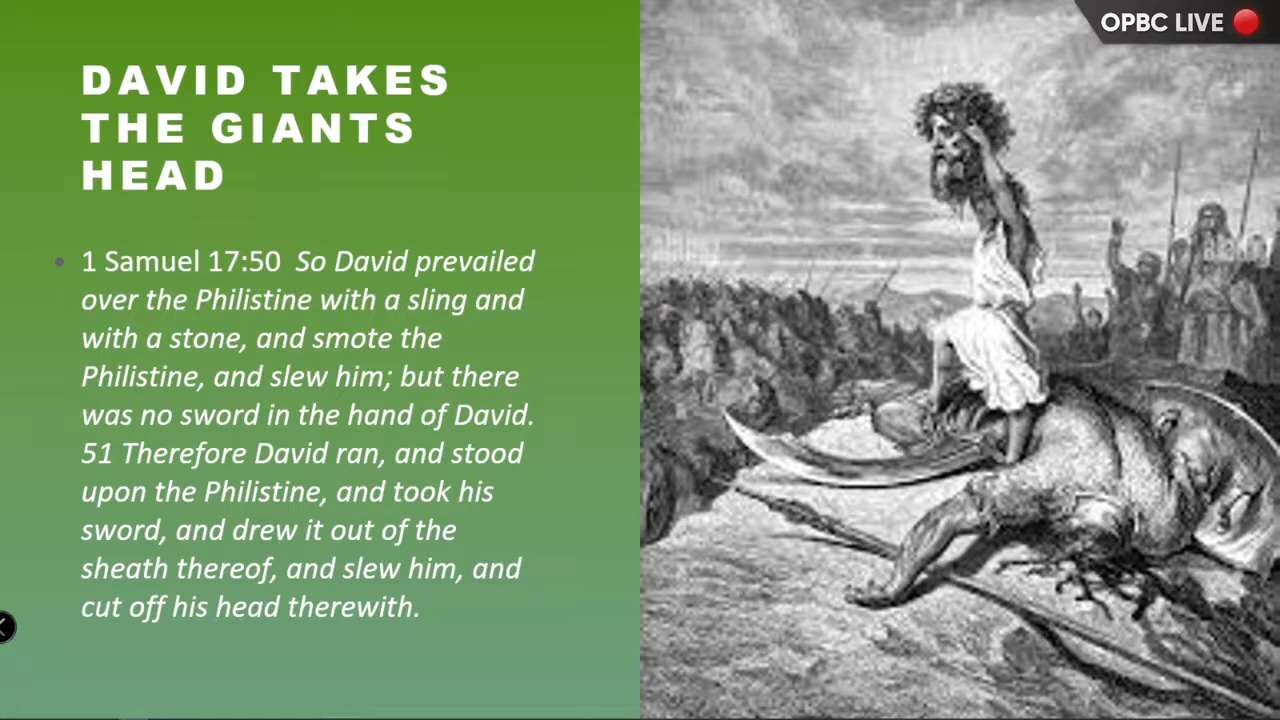 OPBC LIVE
DAVID TAKES
THE GIANTS
HEAD
• 1 Samuel 17:50 So David prevailed
over the Philistine with a sling and
with a stone, and smote the
Philistine, and slew him; but there
was no sword in the hand of David.
51 Therefore David ran, and stood
upon the Philistine, and took his
sword, and drew it out of the
sheath thereof, and slew him, and
cut off his head therewith.